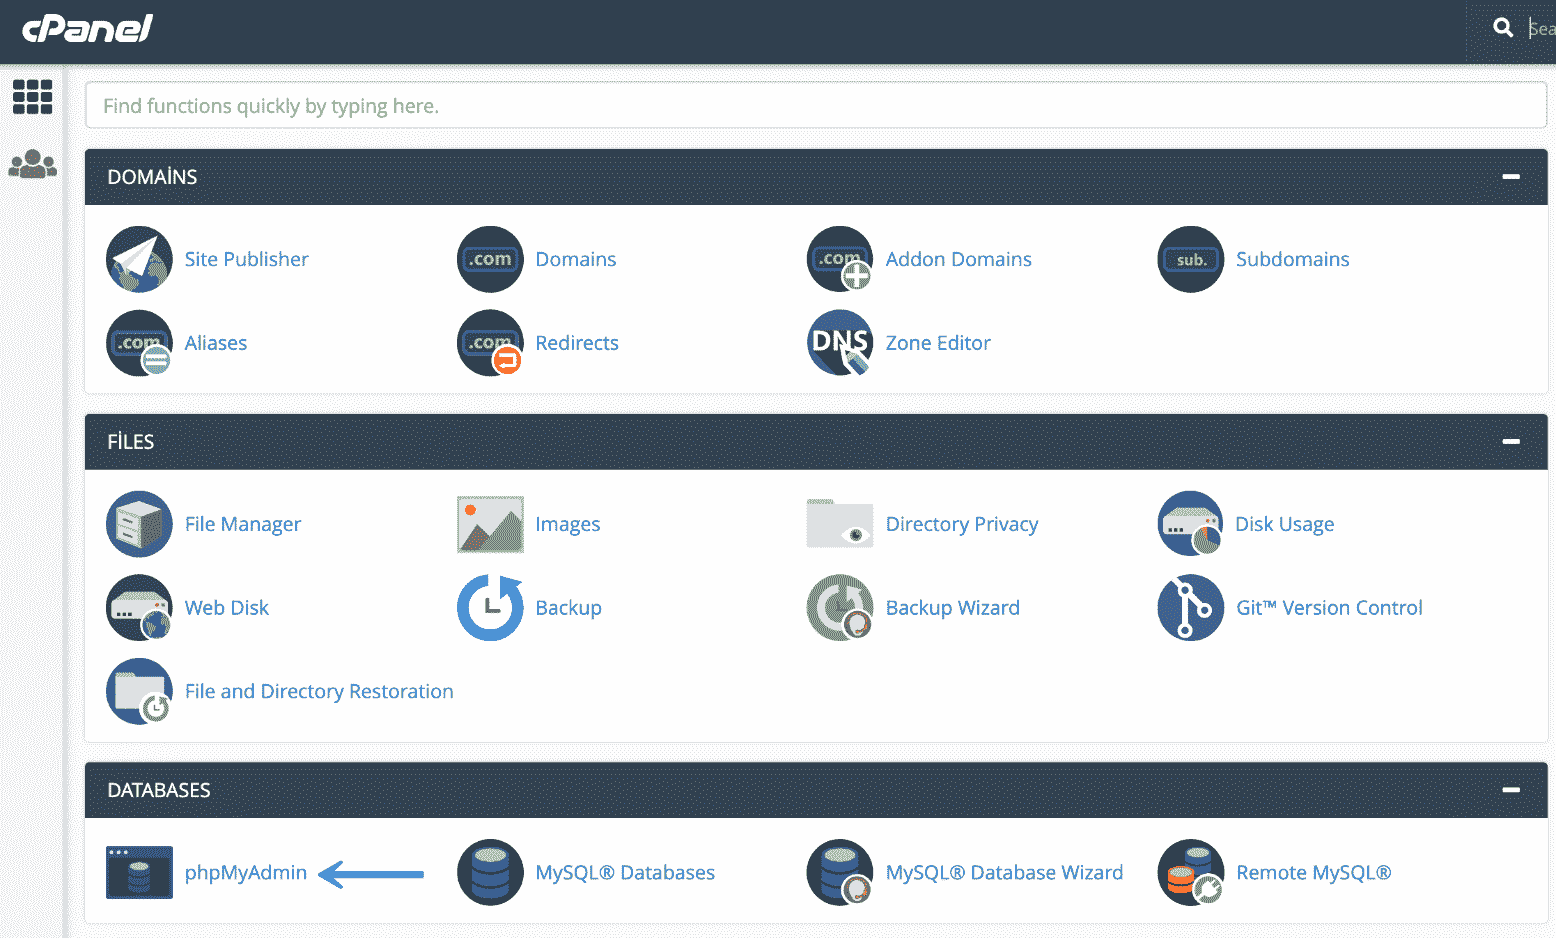 cPanel
Sea
Find functions quickly by typing here.
DOMAİNS
Site Publisher
.com
Domains
.com
Addon Domains
sub.
Subdomains
.com
Aliases
.com
Redirects
DNS
Zone Editor
FİLES
File Manager
Images
Directory Privacy
Disk Usage
Web Disk
Backup
Backup Wizard
Git™ Version Control
File and Directory Restoration
DATABASES
phpMyAdmin
MySQL® Databases
MySQL® Database Wizard
Remote MySQL®